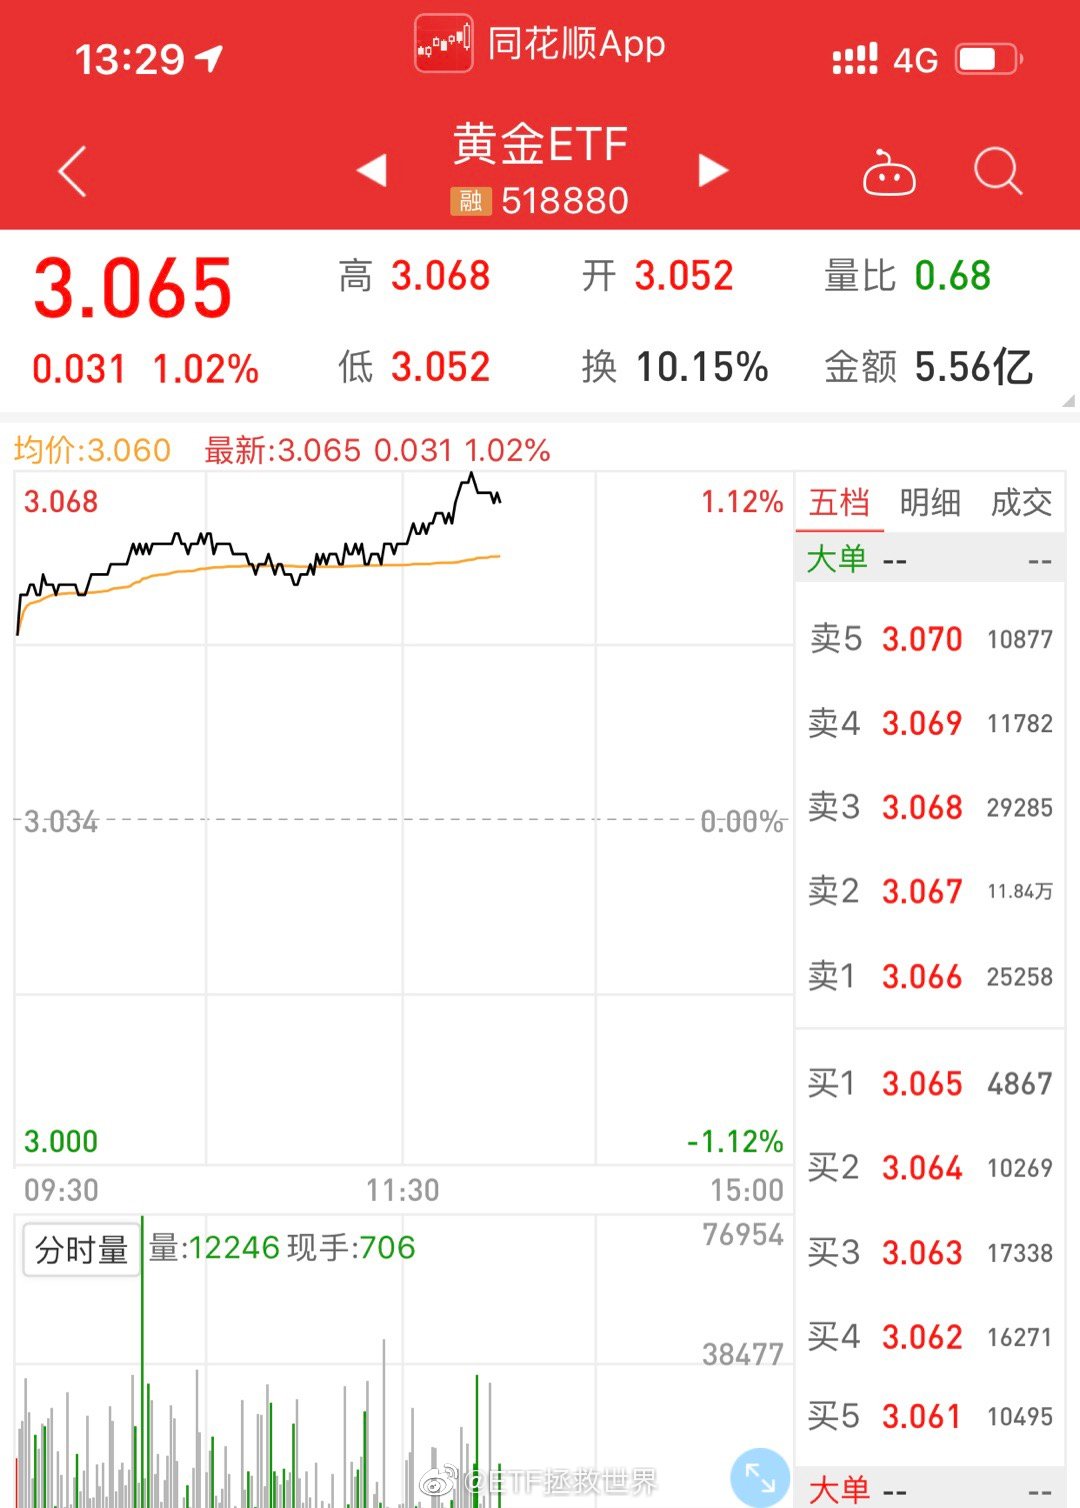 13:29 同花顺App 4G
黄金ETF
融 518880
3.065 高 3.068 开 3.052 量比 0.68
0.031 1.02% 低 3.052 换 10.15% 金额 5.56亿
均价:3.060 最新:3.065 0.031 1.02%
3.068 1.12%
3.034 0.00%
3.000 -1.12%
09:30 11:30 15:00
分时量 量:12246 现手:706 76954
38477
五档 明细 成交
大单 -- --
卖5 3.070 10877
卖4 3.069 11782
卖3 3.068 29285
卖2 3.067 11.84万
卖1 3.066 25258
买1 3.065 4867
买2 3.064 10269
买3 3.063 17338
买4 3.062 16271
买5 3.061 10495
大单 -- --
@ETF拯救世界